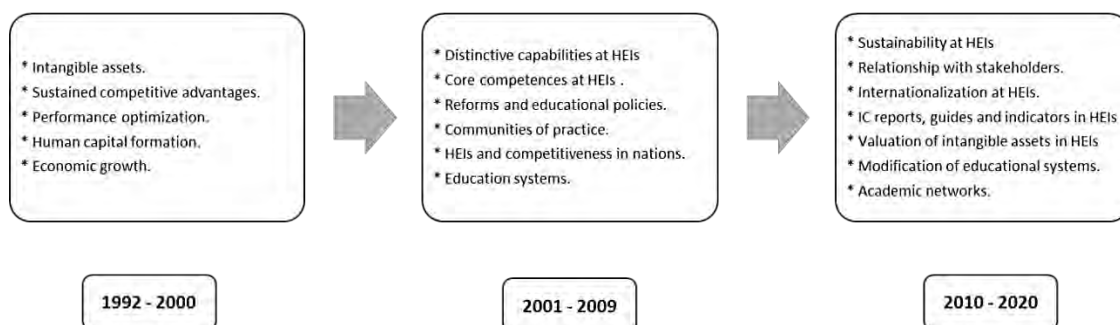 * Intangible assets.
* Sustained competitive advantages.
* Performance optimization.
* Human capital formation.
* Economic growth.
* Distinctive capabilities at HEIs
* Core competences at HEIs .
* Reforms and educational policies.
* Communities of practice.
* HEIs and competitiveness in nations.
* Education systems.
* Sustainability at HEIs
* Relationship with stakeholders.
* Internationalization at HEIs.
* IC reports, guides and indicators in HEIs
* Valuation of intangible assets in HEIs
* Modification of educational systems.
* Academic networks.
1992 - 2000
2001 - 2009
2010 - 2020